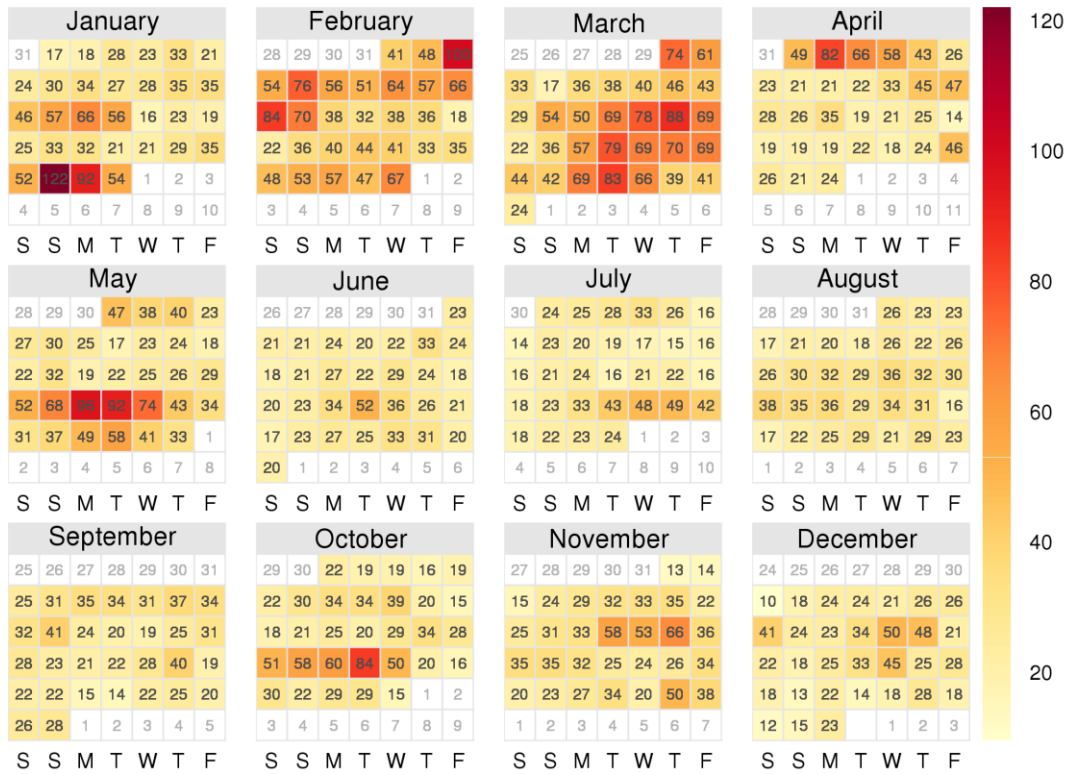 January
31 17 18 28 23 33 21
24 30 34 27 28 35 35
46 57 66 56 16 23 19
25 33 32 21 21 29 35
52 122 92 54 1 2 3
4 5 6 7 8 9 10
S S M T W T F
February
28 29 30 31 41 48
54 76 56 51 64 57 66
84 70 38 32 38 36 18
22 36 40 44 41 33 35
48 53 57 47 67 1 2
3 4 5 6 7 8 9
S S M T W T F
March
25 26 27 28 29 74 61
33 17 36 38 40 46 43
29 54 50 69 78 88 69
22 36 57 79 69 70 69
44 42 69 83 66 39 41
24 1 2 3 4 5 6
S S M T W T F
April
31 49 82 66 58 43 26
23 21 21 22 33 45 47
28 26 35 19 21 25 14
19 19 19 22 18 24 46
26 21 24 1 2 3 4
5 6 7 8 9 10 11
S S M T W T F
May
28 29 30 47 38 40 23
27 30 25 17 23 24 18
22 32 19 22 25 26 29
52 68 92 74 43 34
31 37 49 58 41 33 1
2 3 4 5 6 7 8
S S M T W T F
June
26 27 28 29 30 31 23
21 21 24 20 22 33 24
18 21 27 22 29 24 18
20 23 34 52 36 26 21
17 23 27 25 33 31 20
20 1 2 3 4 5 6
S S M T W T F
July
30 24 25 28 33 26 16
14 23 20 19 17 15 16
16 21 24 16 21 22 16
18 23 33 43 48 49 42
18 22 23 24 1 2 3
4 5 6 7 8 9 10
S S M T W T F
August
28 29 30 31 26 23 23
17 21 20 18 26 22 26
26 30 32 29 36 32 30
38 35 36 29 34 31 16
17 22 25 29 21 29 23
1 2 3 4 5 6 7
S S M T W T F
September
25 26 27 28 29 30 31
25 31 35 34 31 37 34
32 41 24 20 19 25 31
28 23 21 22 28 40 19
22 22 15 14 22 25 20
26 28 1 2 3 4 5
S S M T W T F
October
29 30 22 19 19 16 19
22 30 34 34 39 20 15
18 21 25 20 29 34 28
51 58 60 84 50 20 16
30 22 29 29 15 1 2
3 4 5 6 7 8 9
S S M T W T F
November
27 28 29 30 31 13 14
15 24 29 32 33 35 22
25 31 33 58 53 66 36
35 35 32 25 24 26 34
20 23 27 34 20 50 38
1 2 3 4 5 6 7
S S M T W T F
December
24 25 26 27 28 29 30
10 18 24 24 21 26 26
41 24 23 34 50 48 21
22 18 25 33 45 25 28
18 13 22 14 18 28 18
12 15 23 1 2 3
S S M T W T F
120
100
80
60
40
20